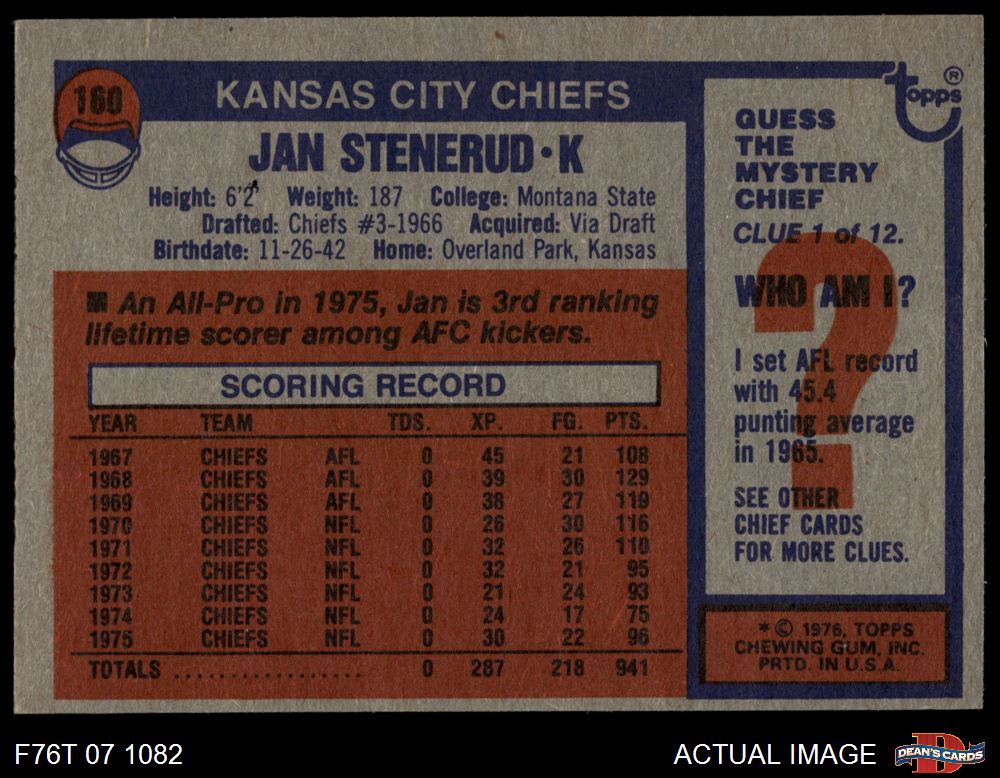 160
KANSAS CITY CHIEFS
JAN STENERUD • K
Height: 6'2" Weight: 187 College: Montana State
Drafted: Chiefs #3-1966 Acquired: Via Draft
Birthdate: 11-26-42 Home: Overland Park, Kansas
■ An All-Pro in 1975, Jan is 3rd ranking
lifetime scorer among AFC kickers.
SCORING RECORD
YEAR TEAM TDS. XP. FG. PTS.
1967 CHIEFS AFL 0 45 21 108
1968 CHIEFS AFL 0 39 30 129
1969 CHIEFS AFL 0 38 27 119
1970 CHIEFS NFL 0 26 30 116
1971 CHIEFS NFL 0 32 26 110
1972 CHIEFS NFL 0 32 21 95
1973 CHIEFS NFL 0 21 24 93
1974 CHIEFS NFL 0 24 17 75
1975 CHIEFS NFL 0 30 22 96
TOTALS .................. 0 287 218 941
topps ®
GUESS
THE
MYSTERY
CHIEF
CLUE 1 of 12.
?
WHO AM I?
I set AFL record
with 45.4
punting average
in 1965.
SEE OTHER
CHIEF CARDS
FOR MORE CLUES.
* © 1976, TOPPS
CHEWING GUM, INC.
PRTD. IN U.S.A.
F76T 07 1082
ACTUAL IMAGE
DEAN'S CARDS